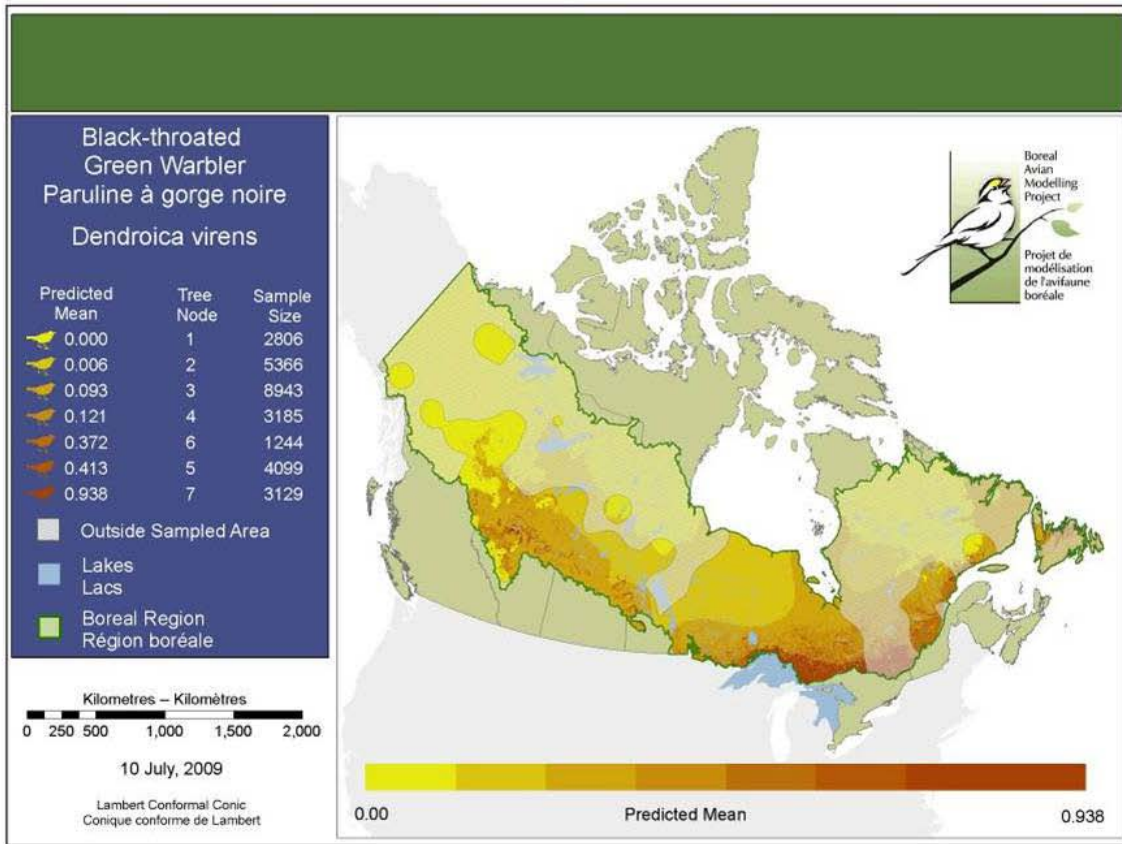 Black-throated
Green Warbler
Paruline à gorge noire
Dendroica virens
Predicted Mean Tree Node Sample Size
0.000 1 2806
0.006 2 5366
0.093 3 8943
0.121 4 3185
0.372 6 1244
0.413 5 4099
0.938 7 3129
Outside Sampled Area
Lakes
Lacs
Boreal Region
Région boréale
Kilometres – Kilomètres
0 250 500 1,000 1,500 2,000
10 July, 2009
Lambert Conformal Conic
Conique conforme de Lambert
Boreal
Avian
Modelling
Project
Projet de
modélisation
de l'avifaune
boréale
0.00 Predicted Mean 0.938